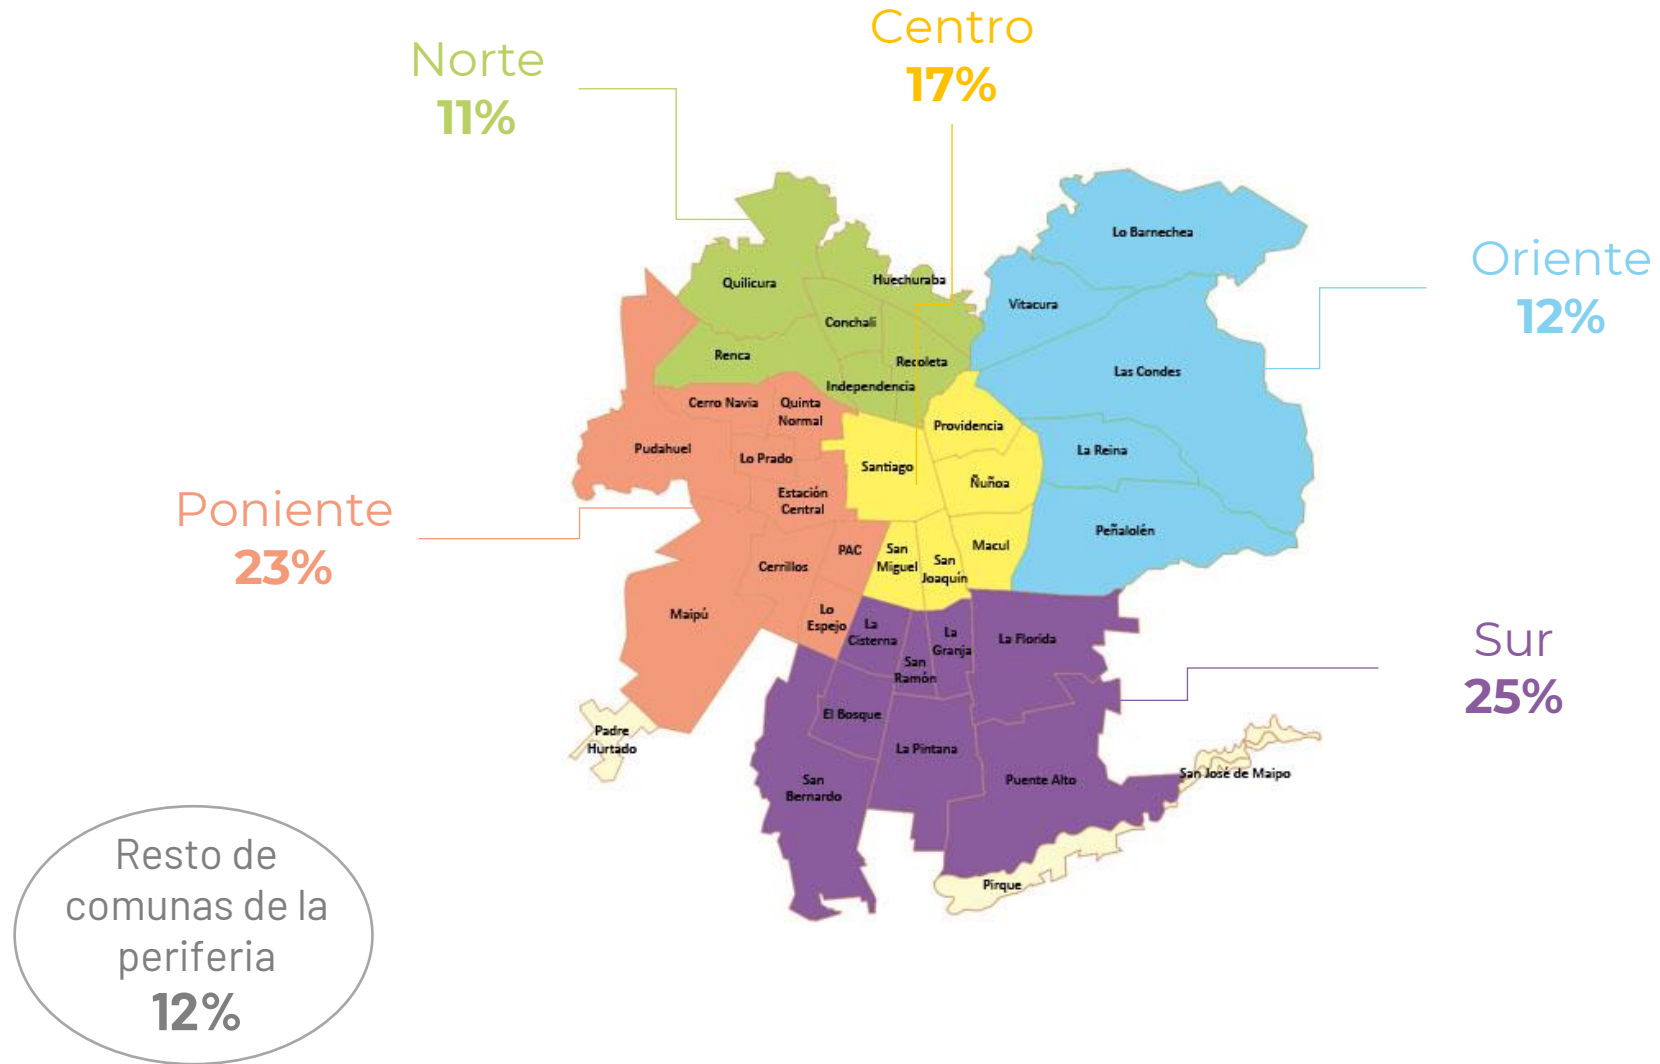 Centro
17%
Norte
11%
Oriente
12%
Poniente
23%
Sur
25%
Resto de
comunas de la
periferia
12%
Lo Barnechea
Huechuraba
Quilicura
Vitacura
Conchalí
Renca
Recoleta
Las Condes
Independencia
Cerro Navia
Quinta
Normal
Providencia
Pudahuel
Lo Prado
Santiago
La Reina
Ñuñoa
Estación
Central
Peñalolén
PAC
San
Miguel
Macul
San
Joaquín
Cerrillos
Maipú
Lo
Espejo
La
Cisterna
La
Granja
La Florida
San
Ramón
El Bosque
Padre
Hurtado
La Pintana
San José de Maipo
Puente Alto
San
Bernardo
Pirque